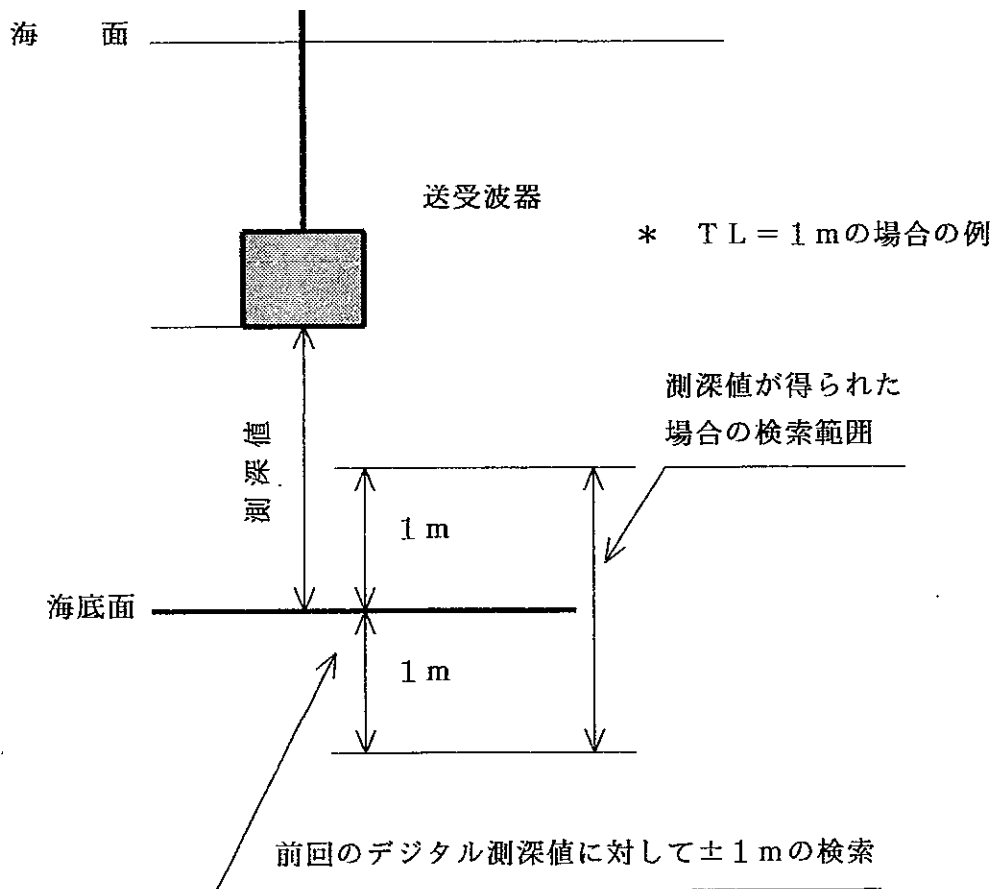 海　面
送受波器
＊　ＴＬ＝１ｍの場合の例
測深値が得られた
場合の検索範囲
測深値
１ｍ
海底面
１ｍ
前回のデジタル測深値に対して±１ｍの検索